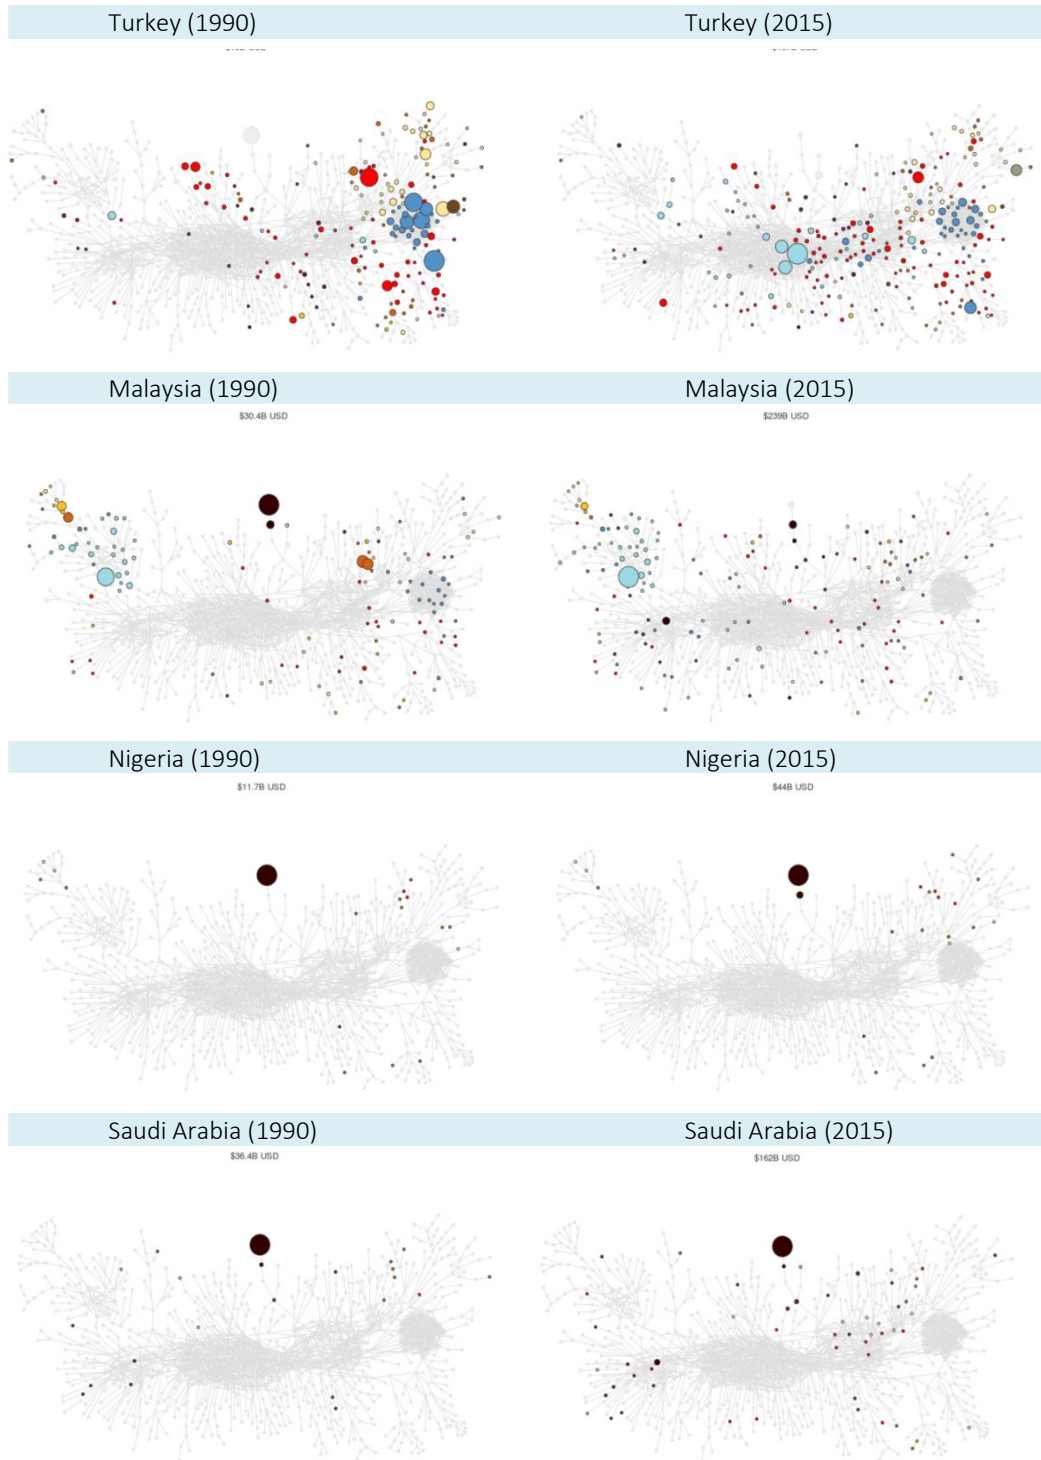 Turkey (1990)
Turkey (2015)
Malaysia (1990)
Malaysia (2015)
$30.4B USD
$239B USD
Nigeria (1990)
Nigeria (2015)
$11.7B USD
$44B USD
Saudi Arabia (1990)
Saudi Arabia (2015)
$36.4B USD
$162B USD